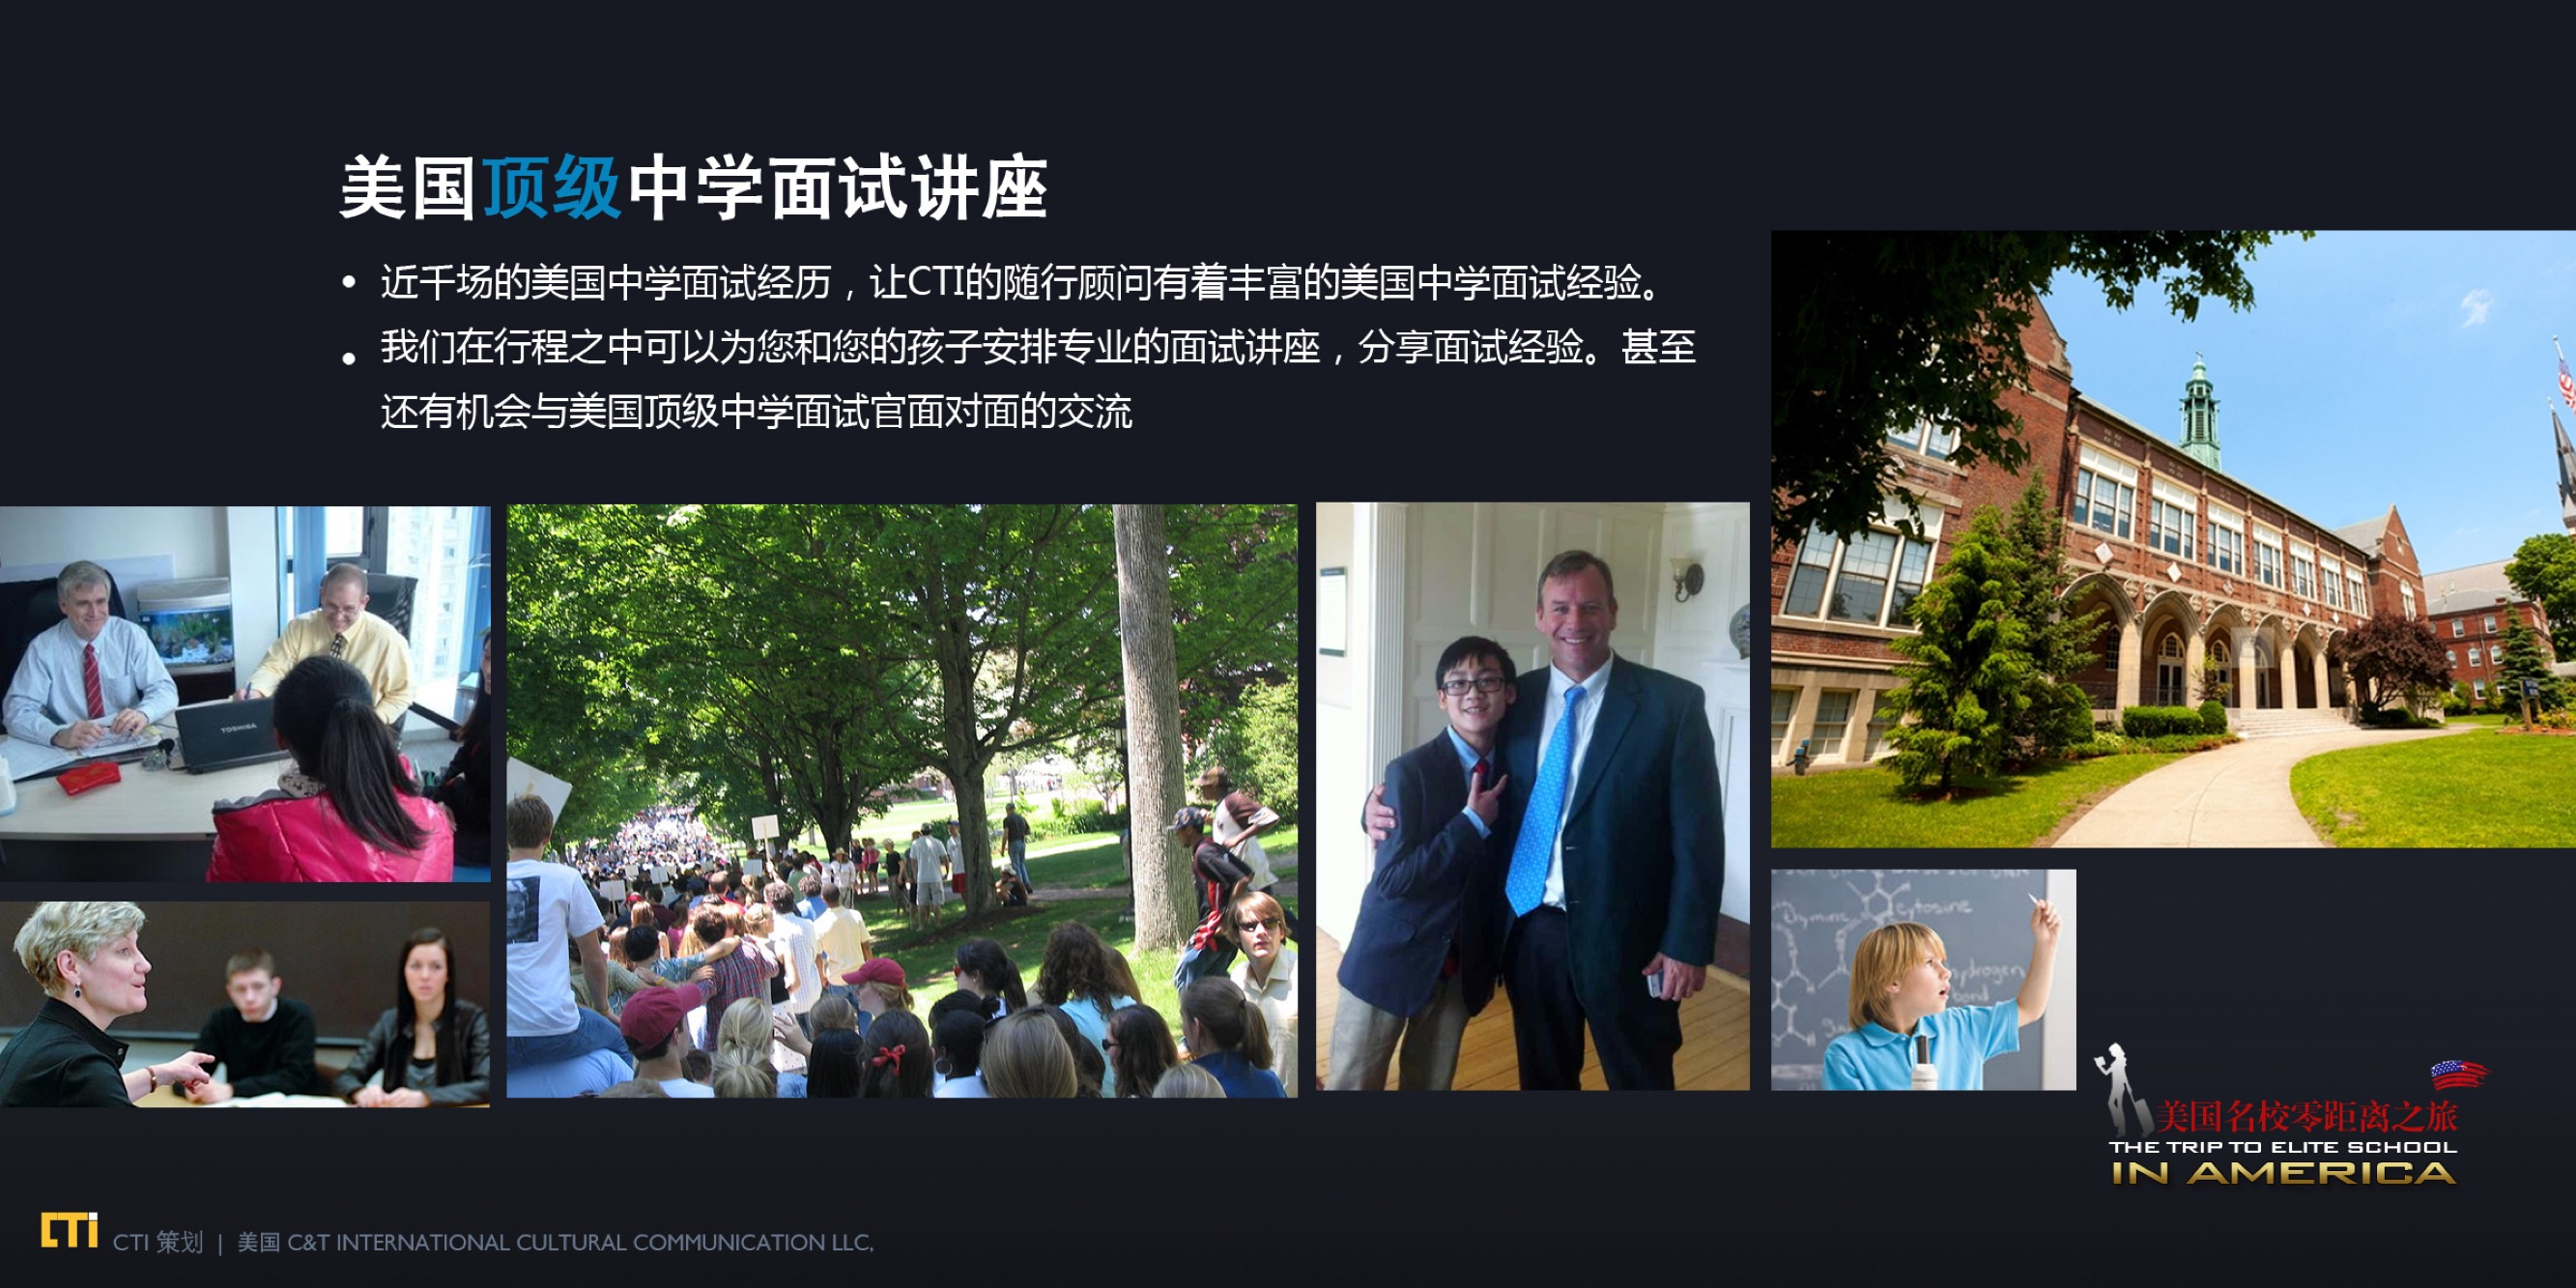 美国顶级中学面试讲座
• 近千场的美国中学面试经历，让CTI的随行顾问有着丰富的美国中学面试经验。
• 我们在行程之中可以为您和您的孩子安排专业的面试讲座，分享面试经验。甚至
还有机会与美国顶级中学面试官面对面的交流
TOSHIBA
Thymine
cytosine
hydrogen
bond
美国名校零距离之旅
THE TRIP TO ELITE SCHOOL
IN AMERICA
CTi CTI 策划 | 美国 C&T INTERNATIONAL CULTURAL COMMUNICATION LLC,